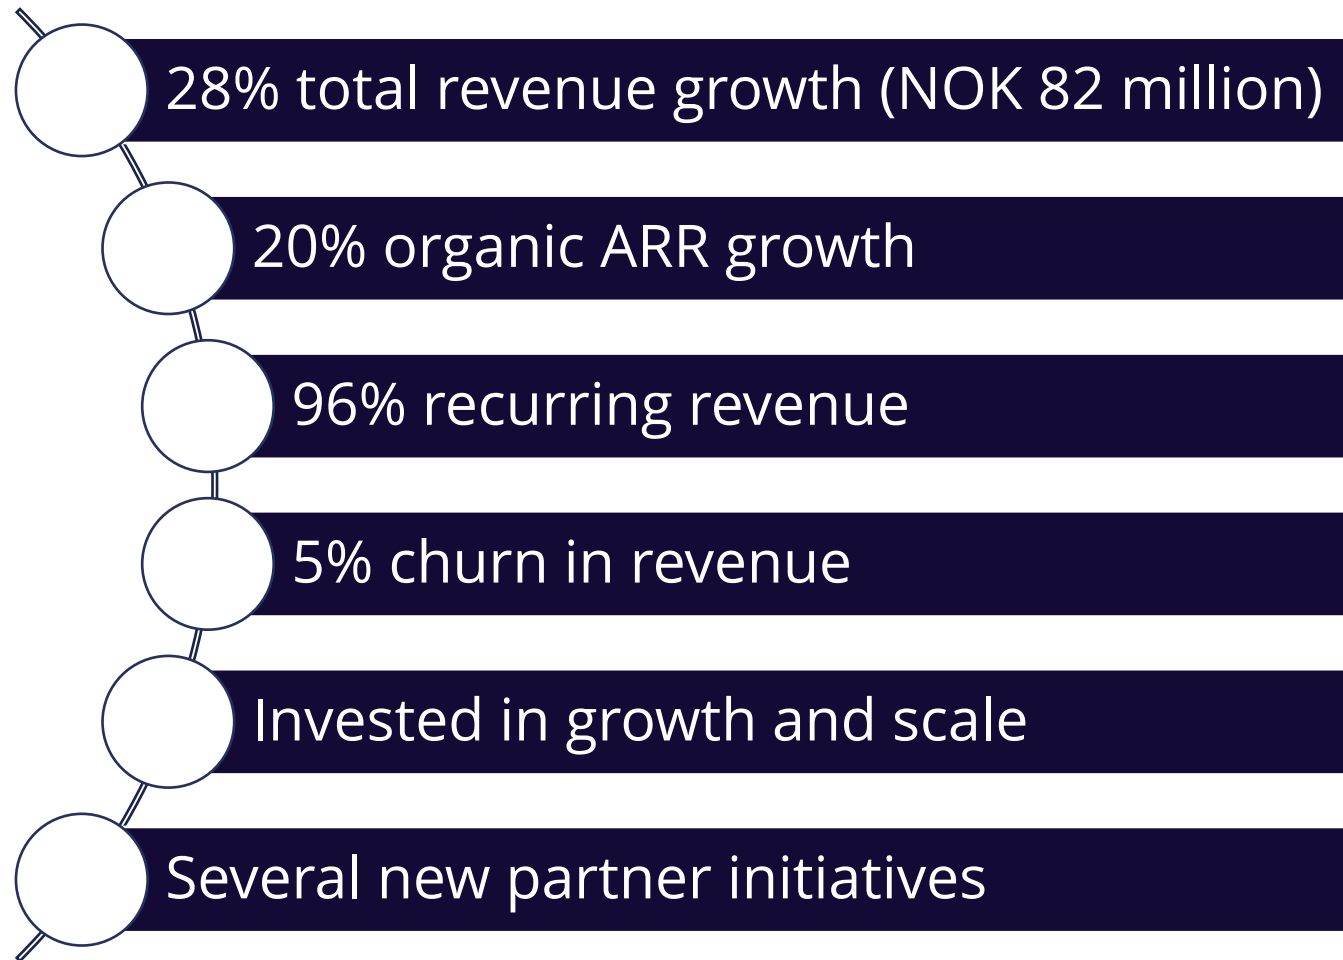 28% total revenue growth (NOK 82 million)
20% organic ARR growth
96% recurring revenue
5% churn in revenue
Invested in growth and scale
Several new partner initiatives